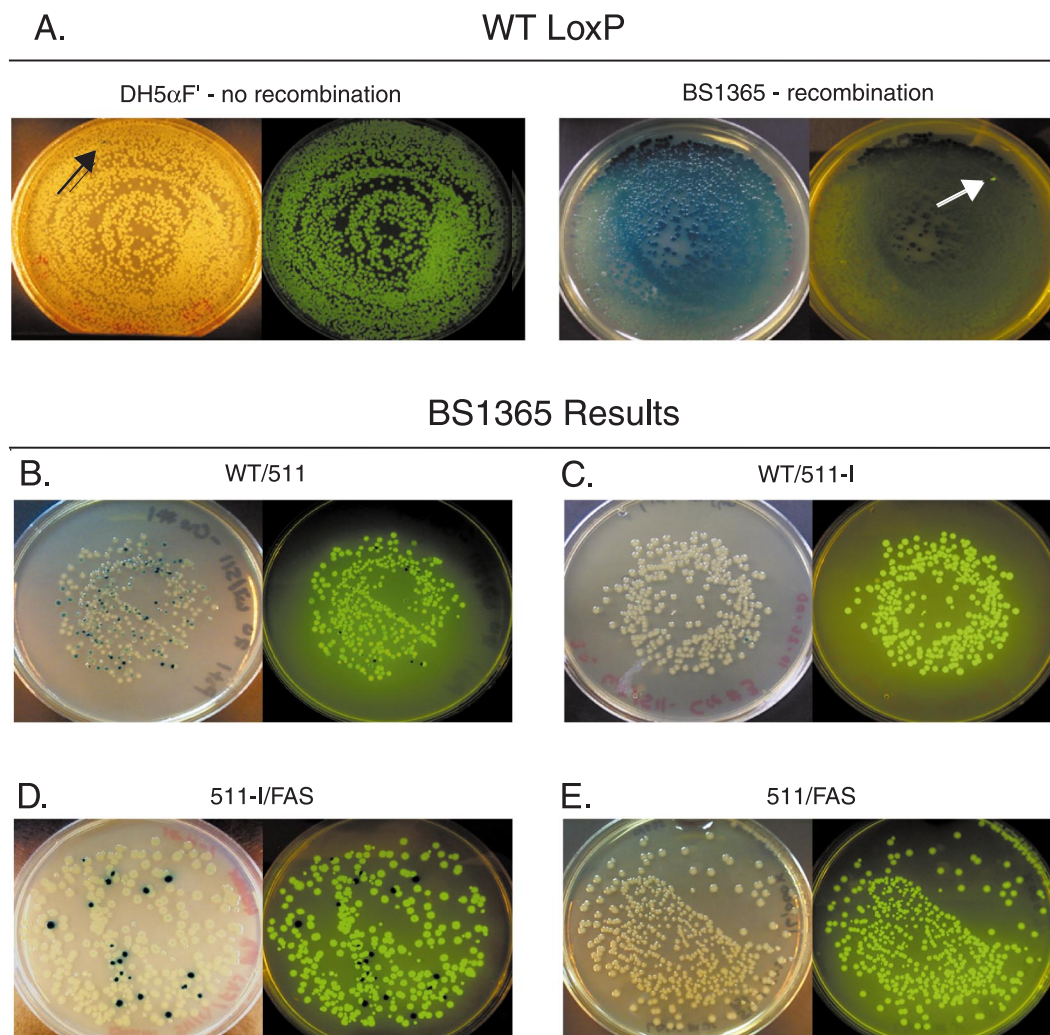 A.
WT LoxP
DH5αF' - no recombination
BS1365 - recombination
BS1365 Results
B.
WT/511
C.
WT/511-I
D.
511-I/FAS
E.
511/FAS